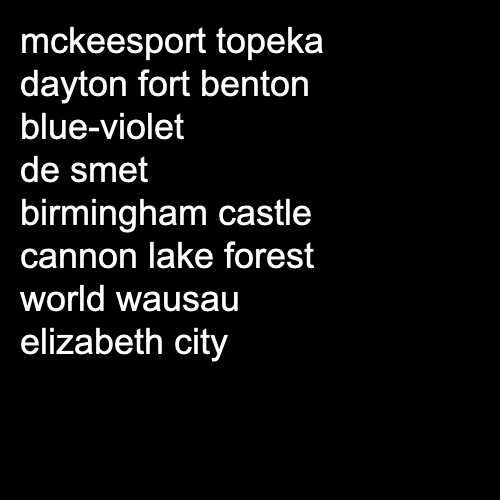 mckeesport topeka
dayton fort benton
blue-violet
de smet
birmingham castle
cannon lake forest
world wausau
elizabeth city